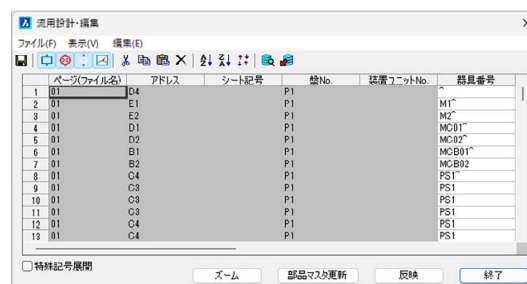 流用設計・編集
ファイル(F) 表示(V) 編集(E)
ページ(ファイル名) アドレス シート記号 盤No. 装置ユニットNo. 器具番号
1 01 D4 P1 ^
2 01 E1 P1 M1^
3 01 E2 P1 M2^
4 01 D1 P1 MC01^
5 01 D2 P1 MC02^
6 01 B1 P1 MCB01^
7 01 B2 P1 MCB02
8 01 C4 P1 PS1^
9 01 C3 P1 PS1
10 01 C3 P1 PS1
11 01 C3 P1 PS1
12 01 C4 P1 PS1
13 01 C4 P1 PS1
特殊記号展開
ズーム 部品マスタ更新 反映 終了